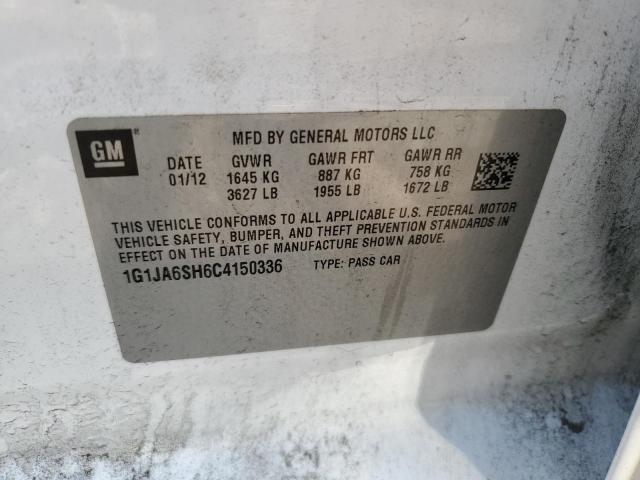 GM ®
MFD BY GENERAL MOTORS LLC
DATE GVWR GAWR FRT GAWR RR
01/12 1645 KG 887 KG 758 KG
3627 LB 1955 LB 1672 LB
THIS VEHICLE CONFORMS TO ALL APPLICABLE U.S. FEDERAL MOTOR
VEHICLE SAFETY, BUMPER, AND THEFT PREVENTION STANDARDS IN
EFFECT ON THE DATE OF MANUFACTURE SHOWN ABOVE.
1G1JA6SH6C4150336 TYPE: PASS CAR